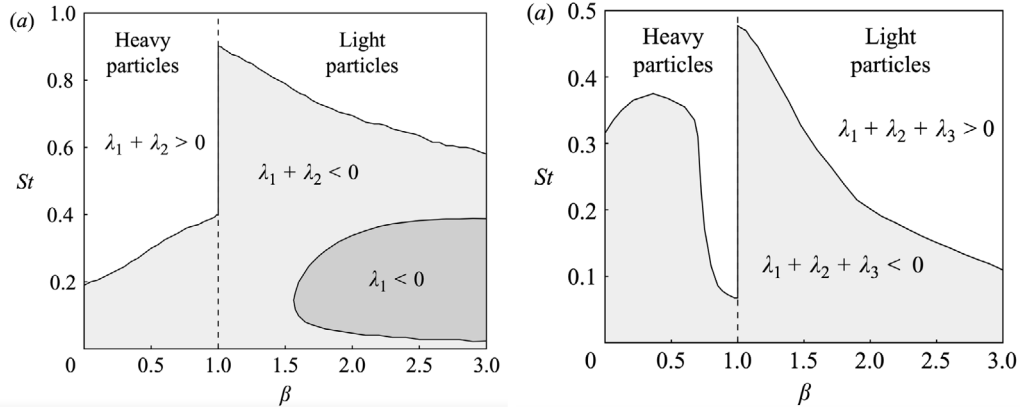 (a)
1.0
Heavy
particles
Light
particles
0.8
λ1 + λ2 > 0
0.6
λ1 + λ2 < 0
St
0.4
λ1 < 0
0.2
0
0.5
1.0
1.5
2.0
2.5
3.0
β
(a)
0.5
Heavy
particles
Light
particles
0.4
λ1 + λ2 + λ3 > 0
0.3
St
0.2
λ1 + λ2 + λ3 < 0
0.1
0
0.5
1.0
1.5
2.0
2.5
3.0
β